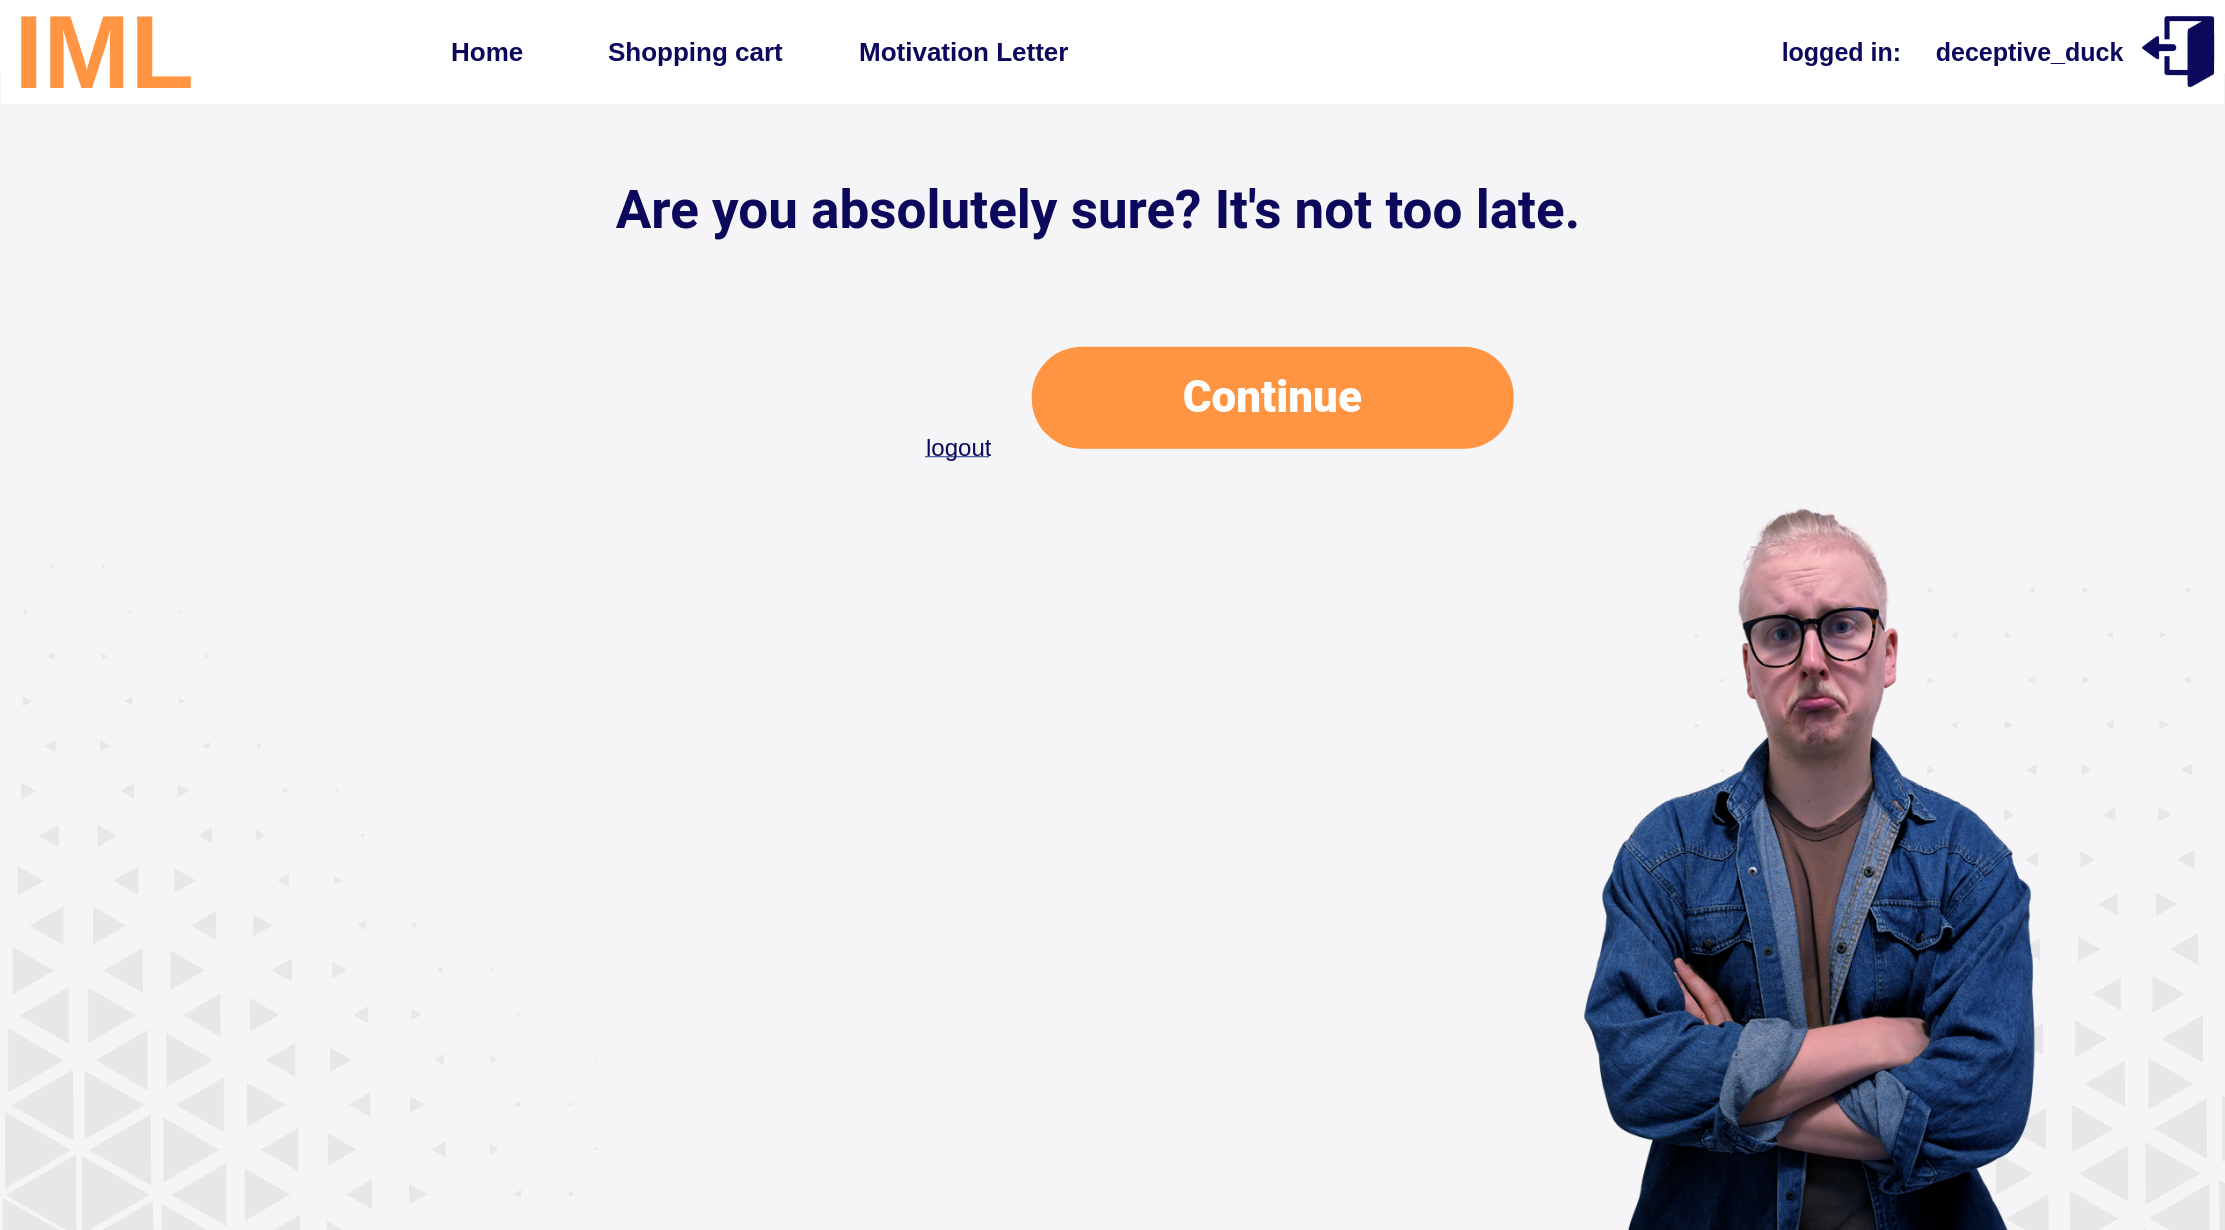 IML
Home
Shopping cart
Motivation Letter
logged in:
deceptive_duck
Are you absolutely sure? It's not too late.
Continue
logout